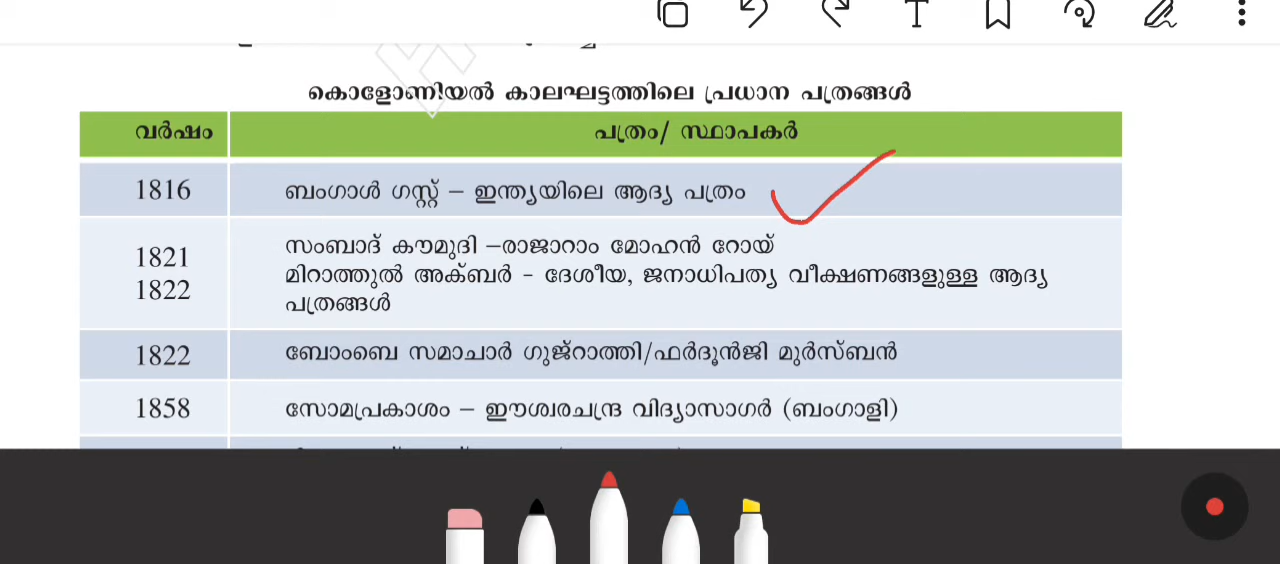 കൊളോണിയൽ കാലഘട്ടത്തിലെ പ്രധാന പത്രങ്ങൾ
വർഷം പത്രം/ സ്ഥാപകർ
1816 ബംഗാൾ ഗസ്റ്റ് – ഇന്ത്യയിലെ ആദ്യ പത്രം
1821 സംബാദ് കൗമുദി –രാജാറാം മോഹൻ റോയ്
1822 മിറാത്തുൽ അക്ബർ - ദേശീയ, ജനാധിപത്യ വീക്ഷണങ്ങളുള്ള ആദ്യ
പത്രങ്ങൾ
1822 ബോംബെ സമാചാർ ഗുജ്റാത്തി/ഫർദൂൻജി മുർസ്ബൻ
1858 സോമപ്രകാശം – ഈശ്വരചന്ദ്ര വിദ്യാസാഗർ (ബംഗാളി)